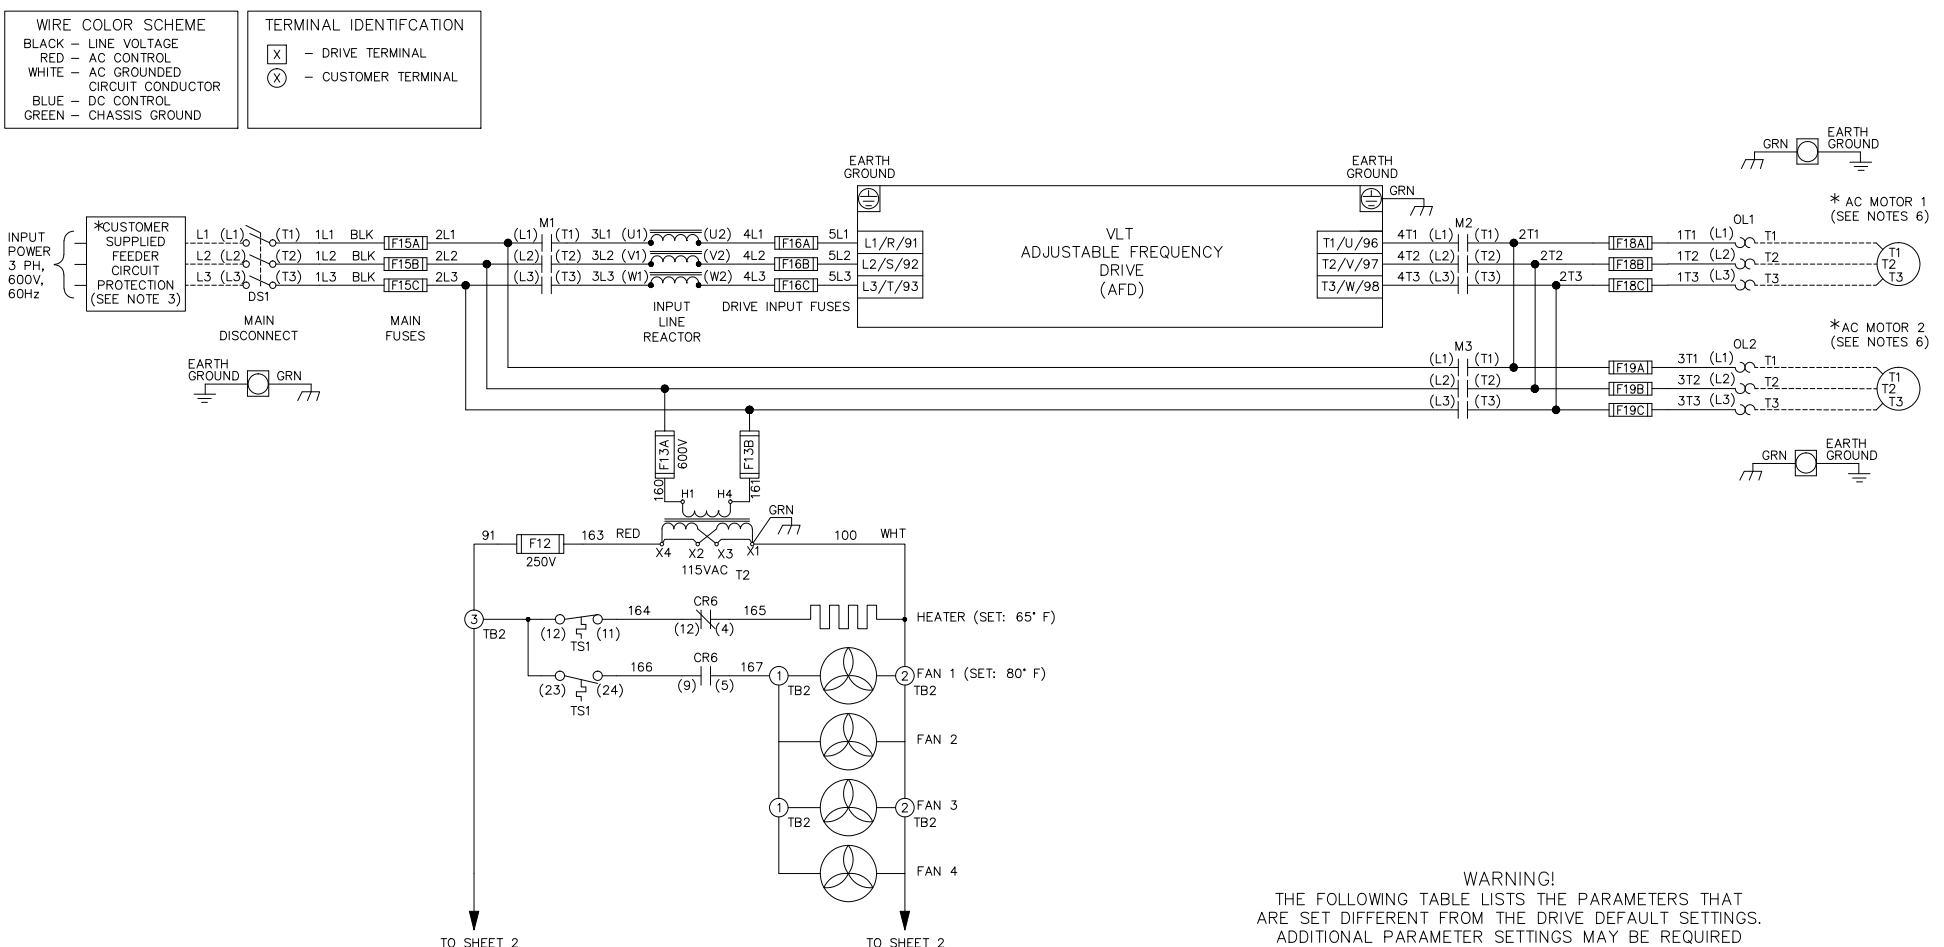 WIRE COLOR SCHEME
BLACK – LINE VOLTAGE
RED – AC CONTROL
WHITE – AC GROUNDED
CIRCUIT CONDUCTOR
BLUE – DC CONTROL
GREEN – CHASSIS GROUND
TERMINAL IDENTIFCATION
X – DRIVE TERMINAL
X – CUSTOMER TERMINAL
INPUT
POWER
3 PH,
600V,
60Hz
*CUSTOMER
SUPPLIED
FEEDER
CIRCUIT
PROTECTION
(SEE NOTE 3)
L1 (L1) (T1) 1L1 BLK F15A 2L1
L2 (L2) (T2) 1L2 BLK F15B 2L2
L3 (L3) (T3) 1L3 BLK F15C 2L3
DS1
MAIN
DISCONNECT
MAIN
FUSES
EARTH
GROUND GRN
M1
(L1) (T1) 3L1 (U1) (U2) 4L1 F16A 5L1
(L2) (T2) 3L2 (V1) (V2) 4L2 F16B 5L2
(L3) (T3) 3L3 (W1) (W2) 4L3 F16C 5L3
INPUT
LINE
REACTOR
DRIVE INPUT FUSES
EARTH
GROUND
L1/R/91
L2/S/92
L3/T/93
VLT
ADJUSTABLE FREQUENCY
DRIVE
(AFD)
EARTH
GROUND
GRN
T1/U/96
T2/V/97
T3/W/98
M2
4T1 (L1) (T1) 2T1 F18A 1T1 (L1) T1
4T2 (L2) (T2) 2T2 F18B 1T2 (L2) T2
4T3 (L3) (T3) 2T3 F18C 1T3 (L3) T3
OL1
GRN
EARTH
GROUND
* AC MOTOR 1
(SEE NOTES 6)
T1
T2
T3
M3
(L1) (T1) F19A 3T1 (L1) T1
(L2) (T2) F19B 3T2 (L2) T2
(L3) (T3) F19C 3T3 (L3) T3
OL2
*AC MOTOR 2
(SEE NOTES 6)
T1
T2
T3
GRN
EARTH
GROUND
F13A
600V
F13B
160
161
H1 H4
GRN
91 F12 163 RED
250V
X4 X2 X3 X1
100 WHT
115VAC T2
3
TB2
(12) (11)
TS1
164
CR6
(12) (4)
165
HEATER (SET: 65° F)
(23) (24)
TS1
166
CR6
(9) (5)
167
1
TB2
2
FAN 1 (SET: 80° F)
TB2
FAN 2
1
TB2
2
FAN 3
TB2
FAN 4
TO SHEET 2
TO SHEET 2
WARNING!
THE FOLLOWING TABLE LISTS THE PARAMETERS THAT
ARE SET DIFFERENT FROM THE DRIVE DEFAULT SETTINGS.
ADDITIONAL PARAMETER SETTINGS MAY BE REQUIRED